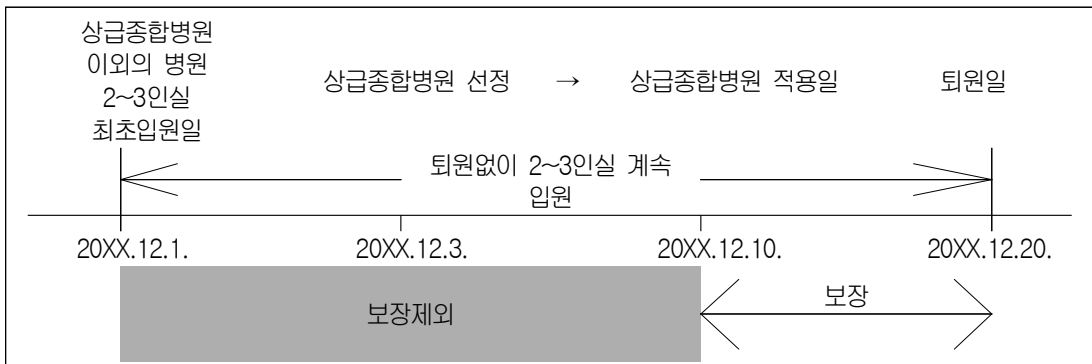 상급종합병원
이외의 병원
2~3인실
최초입원일
상급종합병원 선정 → 상급종합병원 적용일 퇴원일
퇴원없이 2~3인실 계속
입원
20XX.12.1. 20XX.12.3. 20XX.12.10. 20XX.12.20.
보장제외
보장